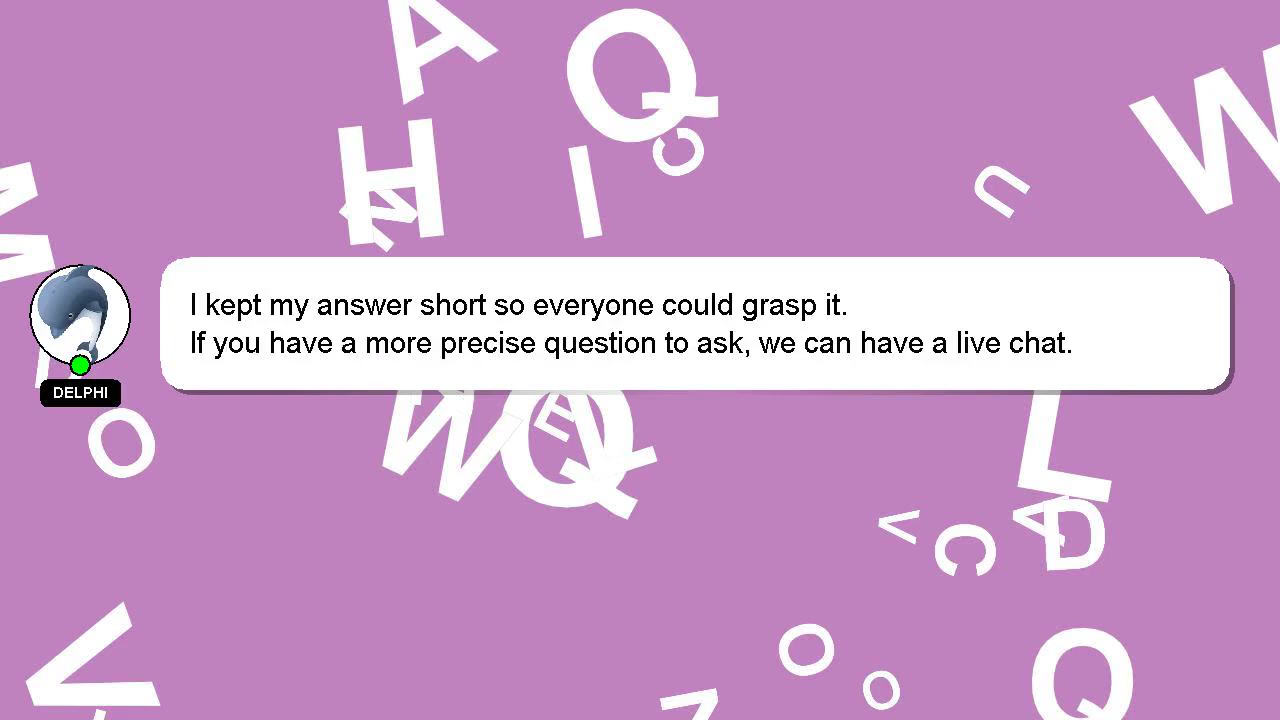 I kept my answer short so everyone could grasp it.
If you have a more precise question to ask, we can have a live chat.
DELPHI